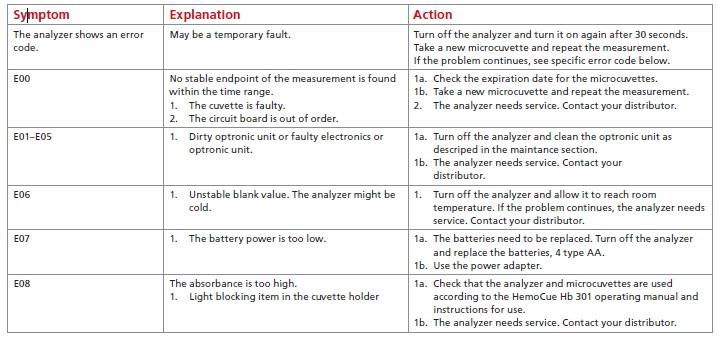 Symptom Explanation Action
The analyzer shows an error May be a temporary fault. Turn off the analyzer and turn it on again after 30 seconds.
code. Take a new microcuvette and repeat the measurement.
If the problem continues, see specific error code below.
E00 No stable endpoint of the measurement is found 1a. Check the expiration date for the microcuvettes.
within the time range. 1b. Take a new microcuvette and repeat the measurement.
1. The cuvette is faulty. 2. The analyzer needs service. Contact your distributor.
2. The circuit board is out of order.
E01–E05 1. Dirty optronic unit or faulty electronics or 1a. Turn off the analyzer and clean the optronic unit as
optronic unit. descriped in the maintance section.
1b. The analyzer needs service. Contact your
distributor.
E06 1. Unstable blank value. The analyzer might be 1. Turn off the analyzer and allow it to reach room
cold. temperature. If the problem continues, the analyzer needs
service. Contact your distributor.
E07 1. The battery power is too low. 1a. The batteries need to be replaced. Turn off the analyzer
and replace the batteries, 4 type AA.
1b. Use the power adapter.
E08 The absorbance is too high. 1a. Check that the analyzer and microcuvettes are used
1. Light blocking item in the cuvette holder according to the HemoCue Hb 301 operating manual and
instructions for use.
1b. The analyzer needs service. Contact your distributor.